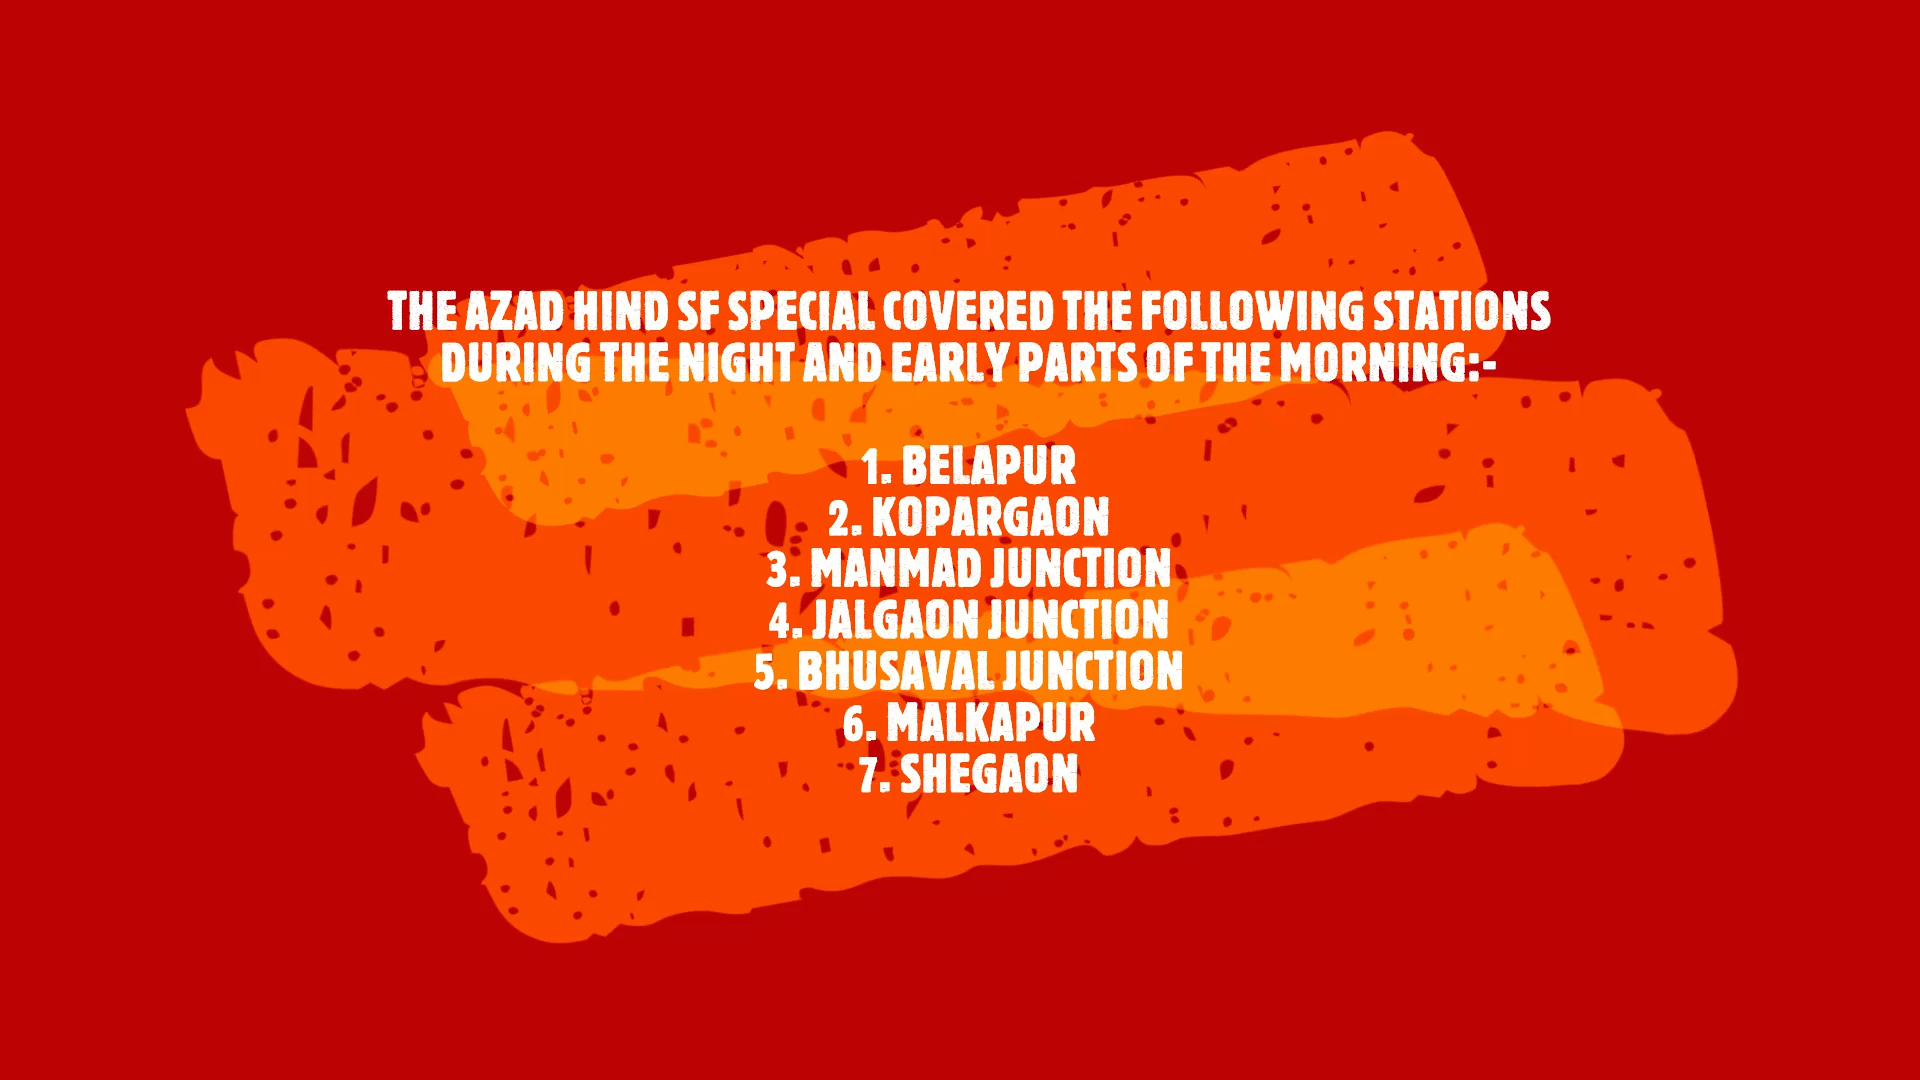 THE AZAD HIND SF SPECIAL COVERED THE FOLLOWING STATIONS
DURING THE NIGHT AND EARLY PARTS OF THE MORNING:-
1. BELAPUR
2. KOPARGAON
3. MANMAD JUNCTION
4. JALGAON JUNCTION
5. BHUSAVAL JUNCTION
6. MALKAPUR
7. SHEGAON